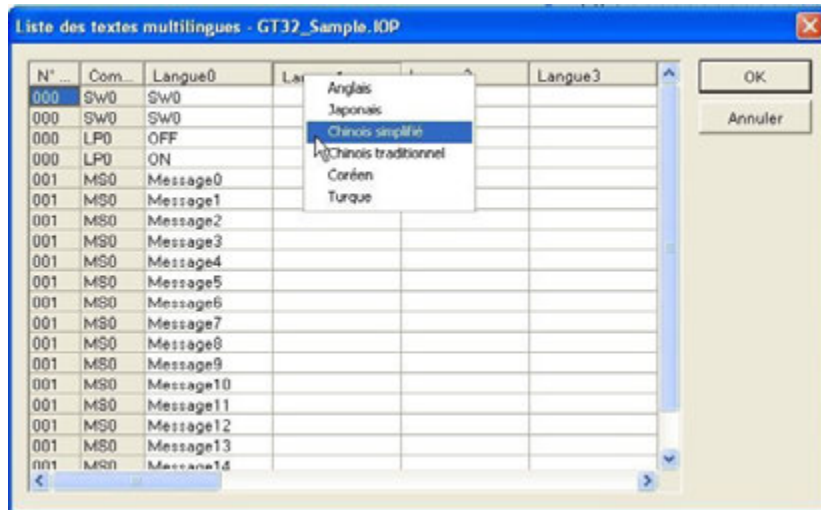 Liste des textes multilingues - GT32_Sample.IOP
N° ... Com... Langue0 Langue3
OK
Annuler
Anglais
Japonais
Chinois simplifié
Chinois traditionnel
Coréen
Turque
000 SW0 SW0
000 SW0 SW0
000 LP0 OFF
000 LP0 ON
001 MS0 Message0
001 MS0 Message1
001 MS0 Message2
001 MS0 Message3
001 MS0 Message4
001 MS0 Message5
001 MS0 Message6
001 MS0 Message7
001 MS0 Message8
001 MS0 Message9
001 MS0 Message10
001 MS0 Message11
001 MS0 Message12
001 MS0 Message13
001 MS0 Message14